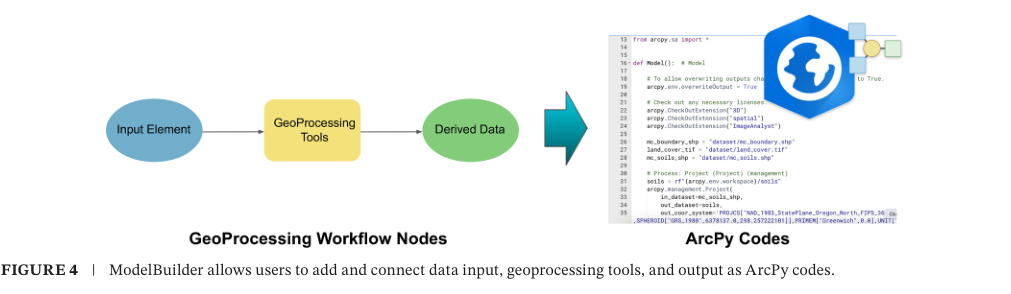 Input Element
GeoProcessing
Tools
Derived Data
13 from arcpy.sa import *
14
15
16 def Model(): # Model
17
18 # To allow overwriting outputs cha to True.
19 arcpy.env.overwriteOutput = True
20
21 # Check out any necessary licenses.
22 arcpy.CheckOutExtension("3D")
23 arcpy.CheckOutExtension("spatial")
24 arcpy.CheckOutExtension("ImageAnalyst")
25
26 mc_boundary_shp = "dataset/mc_boundary.shp"
27 land_cover_tif = "dataset/land_cover.tif"
28 mc_soils_shp = "dataset/mc_soils.shp"
29
30 # Process: Project (Project) (management)
31 soils = rf"{arcpy.env.workspace}/soils"
32 arcpy.management.Project(
33 in_dataset=mc_soils_shp,
34 out_dataset=soils,
35 out_coor_system='PROJCS["NAD_1983_StatePlane_Oregon_North_FIPS_36
,SPHEROID["GRS_1980",6378137.0,298.257222101]],PRIMEM["Greenwich",0.0],UNIT["
GeoProcessing Workflow Nodes
ArcPy Codes
FIGURE 4 | ModelBuilder allows users to add and connect data input, geoprocessing tools, and output as ArcPy codes.